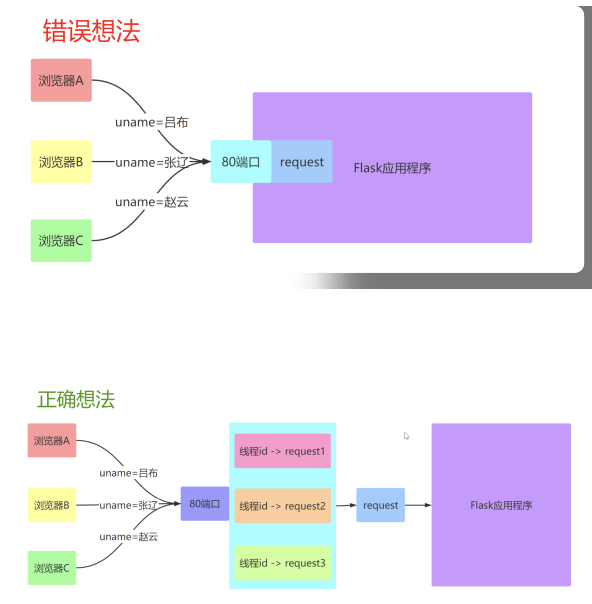 错误想法
浏览器A
uname=吕布
浏览器B
uname=张辽
80端口
request
Flask应用程序
uname=赵云
浏览器C
正确想法
浏览器A
线程id -> request1
uname=吕布
浏览器B
uname=张辽
80端口
线程id -> request2
request
Flask应用程序
uname=赵云
浏览器C
线程id -> request3